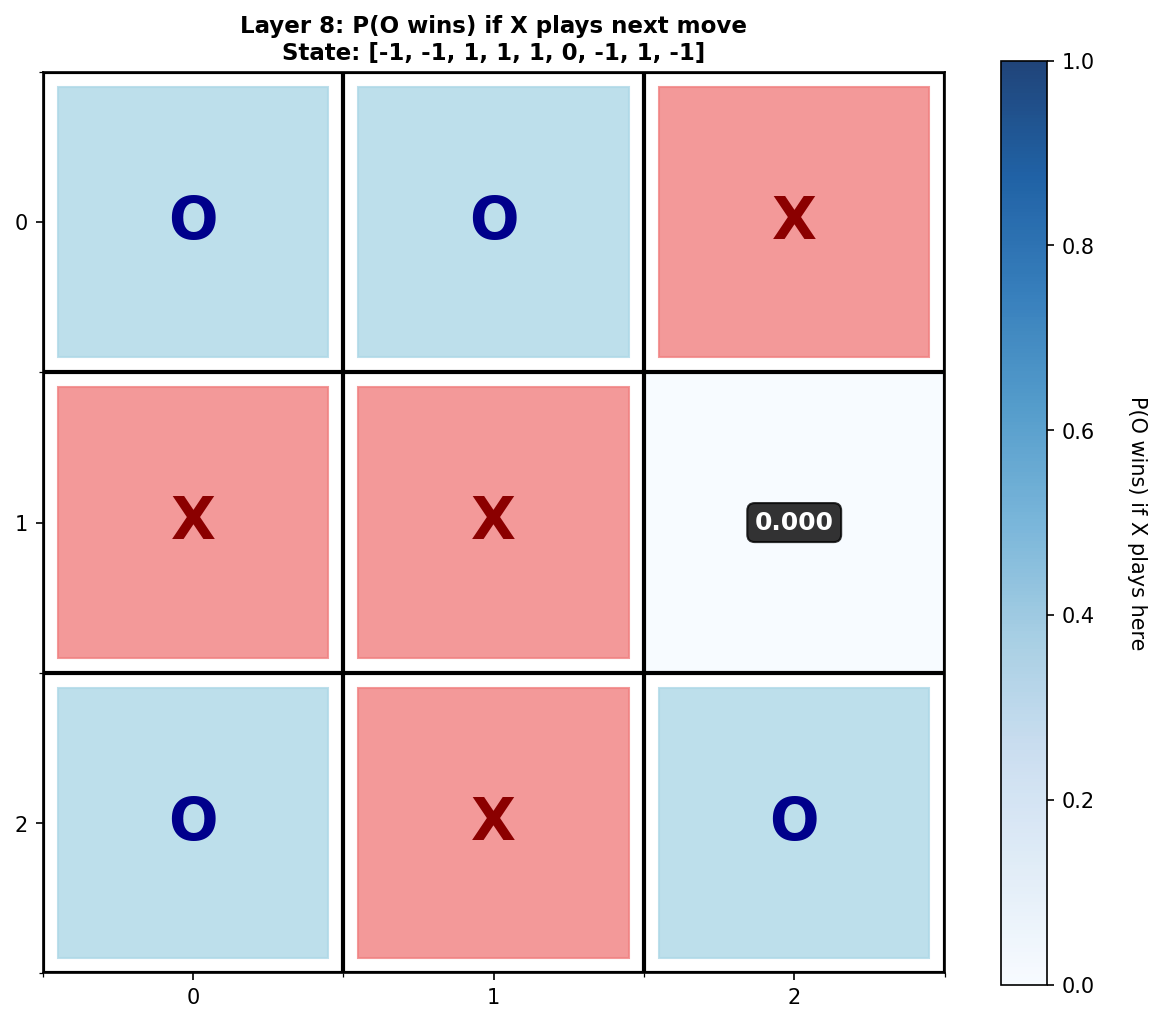 Layer 8: P(O wins) if X plays next move
State: [-1, -1, 1, 1, 1, 0, -1, 1, -1]
0
O
O
X
1
X
X
0.000
2
O
X
O
0
1
2
1.0
0.8
0.6
0.4
0.2
0.0
P(O wins) if X plays here